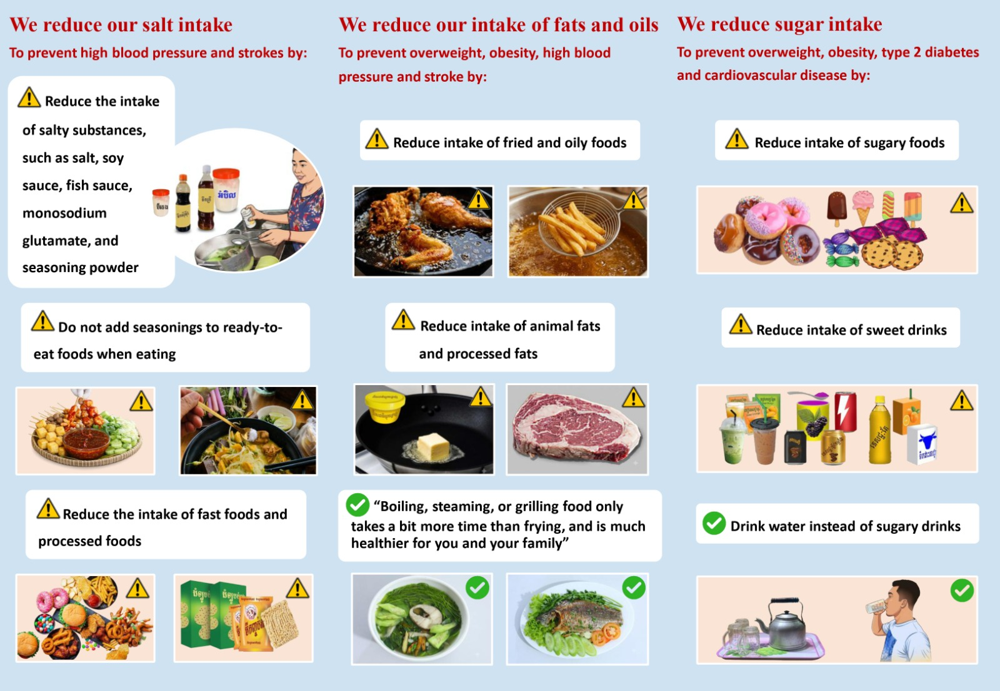 We reduce our salt intake
To prevent high blood pressure and strokes by:
Reduce the intake
of salty substances,
such as salt, soy
sauce, fish sauce,
monosodium
glutamate, and
seasoning powder
ប៊ីចេង
ទឹកត្រី
អំបិល
Do not add seasonings to ready-to-
eat foods when eating
Reduce the intake of fast foods and
processed foods
We reduce our intake of fats and oils
To prevent overweight, obesity, high blood
pressure and stroke by:
Reduce intake of fried and oily foods
Reduce intake of animal fats
and processed fats
“Boiling, steaming, or grilling food only
takes a bit more time than frying, and is much
healthier for you and your family”
We reduce sugar intake
To prevent overweight, obesity, type 2 diabetes
and cardiovascular disease by:
Reduce intake of sugary foods
Reduce intake of sweet drinks
Drink water instead of sugary drinks